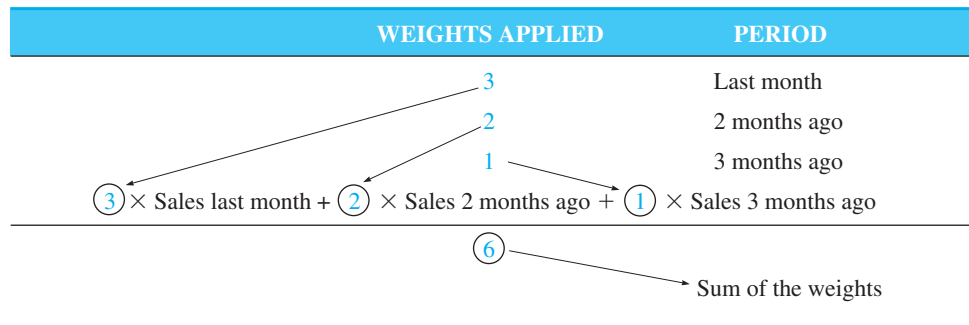 WEIGHTS APPLIED PERIOD
3 Last month
2 2 months ago
1 3 months ago
3 × Sales last month + 2 × Sales 2 months ago + 1 × Sales 3 months ago
6
Sum of the weights